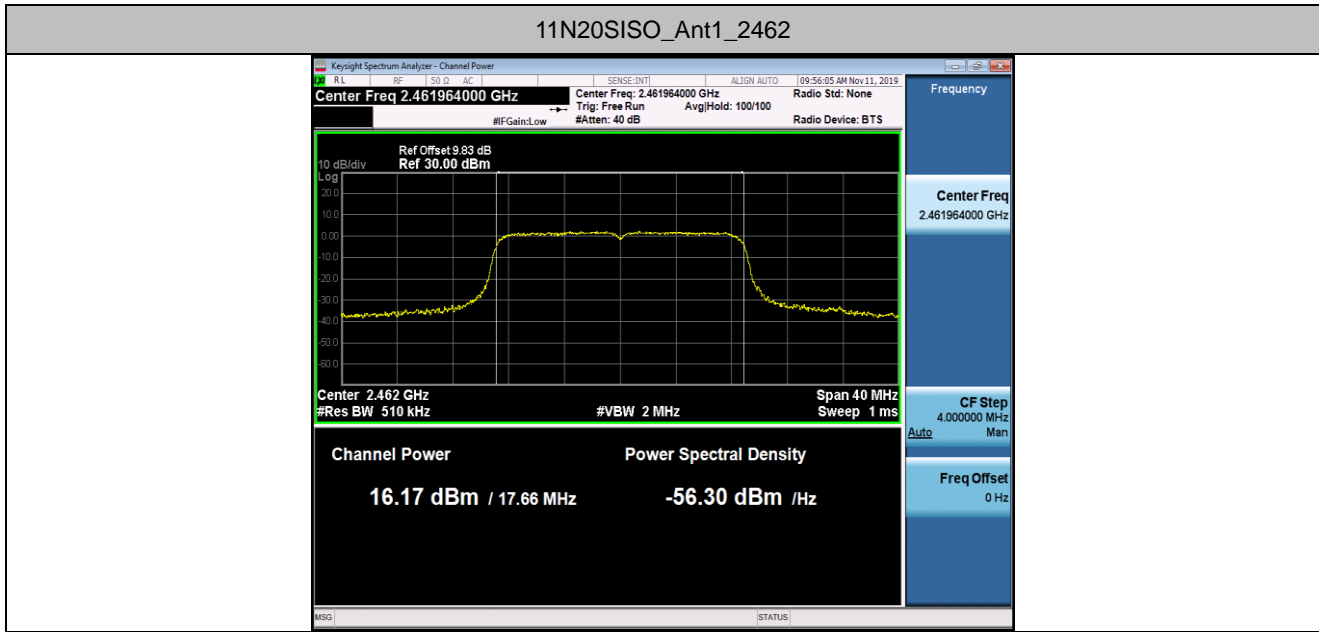 11N20SISO_Ant1_2462
Keysight Spectrum Analyzer - Channel Power
RL RF 50 Ω AC SENSE:INT ALIGN AUTO 09:56:05 AM Nov 11, 2019
Center Freq 2.461964000 GHz
#IFGain:Low
Center Freq: 2.461964000 GHz
Trig: Free Run Avg|Hold: 100/100
#Atten: 40 dB
Radio Std: None
Radio Device: BTS
Ref Offset 9.83 dB
10 dB/div Ref 30.00 dBm
Log
20.0
10.0
0.00
-10.0
-20.0
-30.0
-40.0
-50.0
-60.0
Center 2.462 GHz Span 40 MHz
#Res BW 510 kHz #VBW 2 MHz Sweep 1 ms
Channel Power Power Spectral Density
16.17 dBm / 17.66 MHz -56.30 dBm /Hz
Frequency
Center Freq
2.461964000 GHz
CF Step
4.000000 MHz
Auto Man
Freq Offset
0 Hz
MSG STATUS